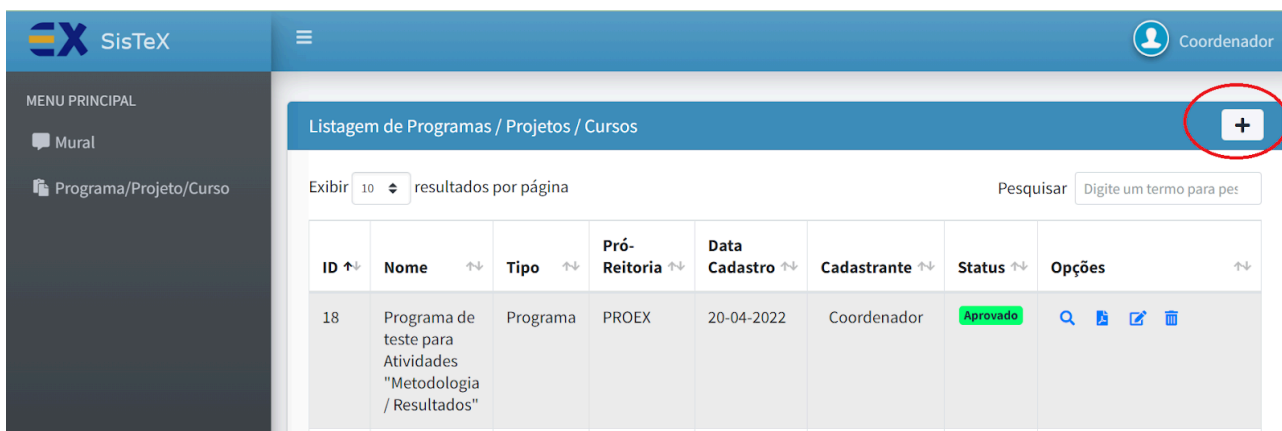 EX SisTeX
Coordenador
MENU PRINCIPAL
Mural
Programa/Projeto/Curso
Listagem de Programas / Projetos / Cursos
+
Exibir 10 resultados por página
Pesquisar Digite um termo para pes
ID Nome Tipo Pró-Reitoria Data Cadastro Cadastrante Status Opções
18 Programa de teste para Atividades "Metodologia / Resultados" Programa PROEX 20-04-2022 Coordenador Aprovado